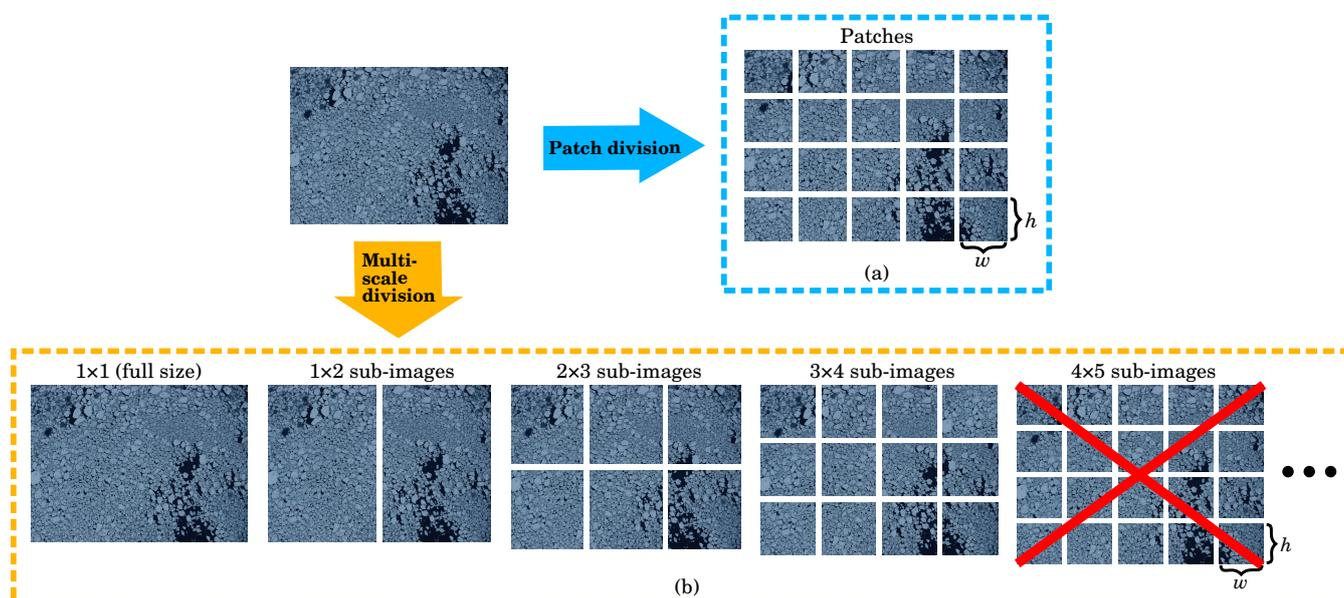 Patches
Patch division
h
w
(a)
Multi-
scale
division
1×1 (full size)
1×2 sub-images
2×3 sub-images
3×4 sub-images
4×5 sub-images
h
w
(b)